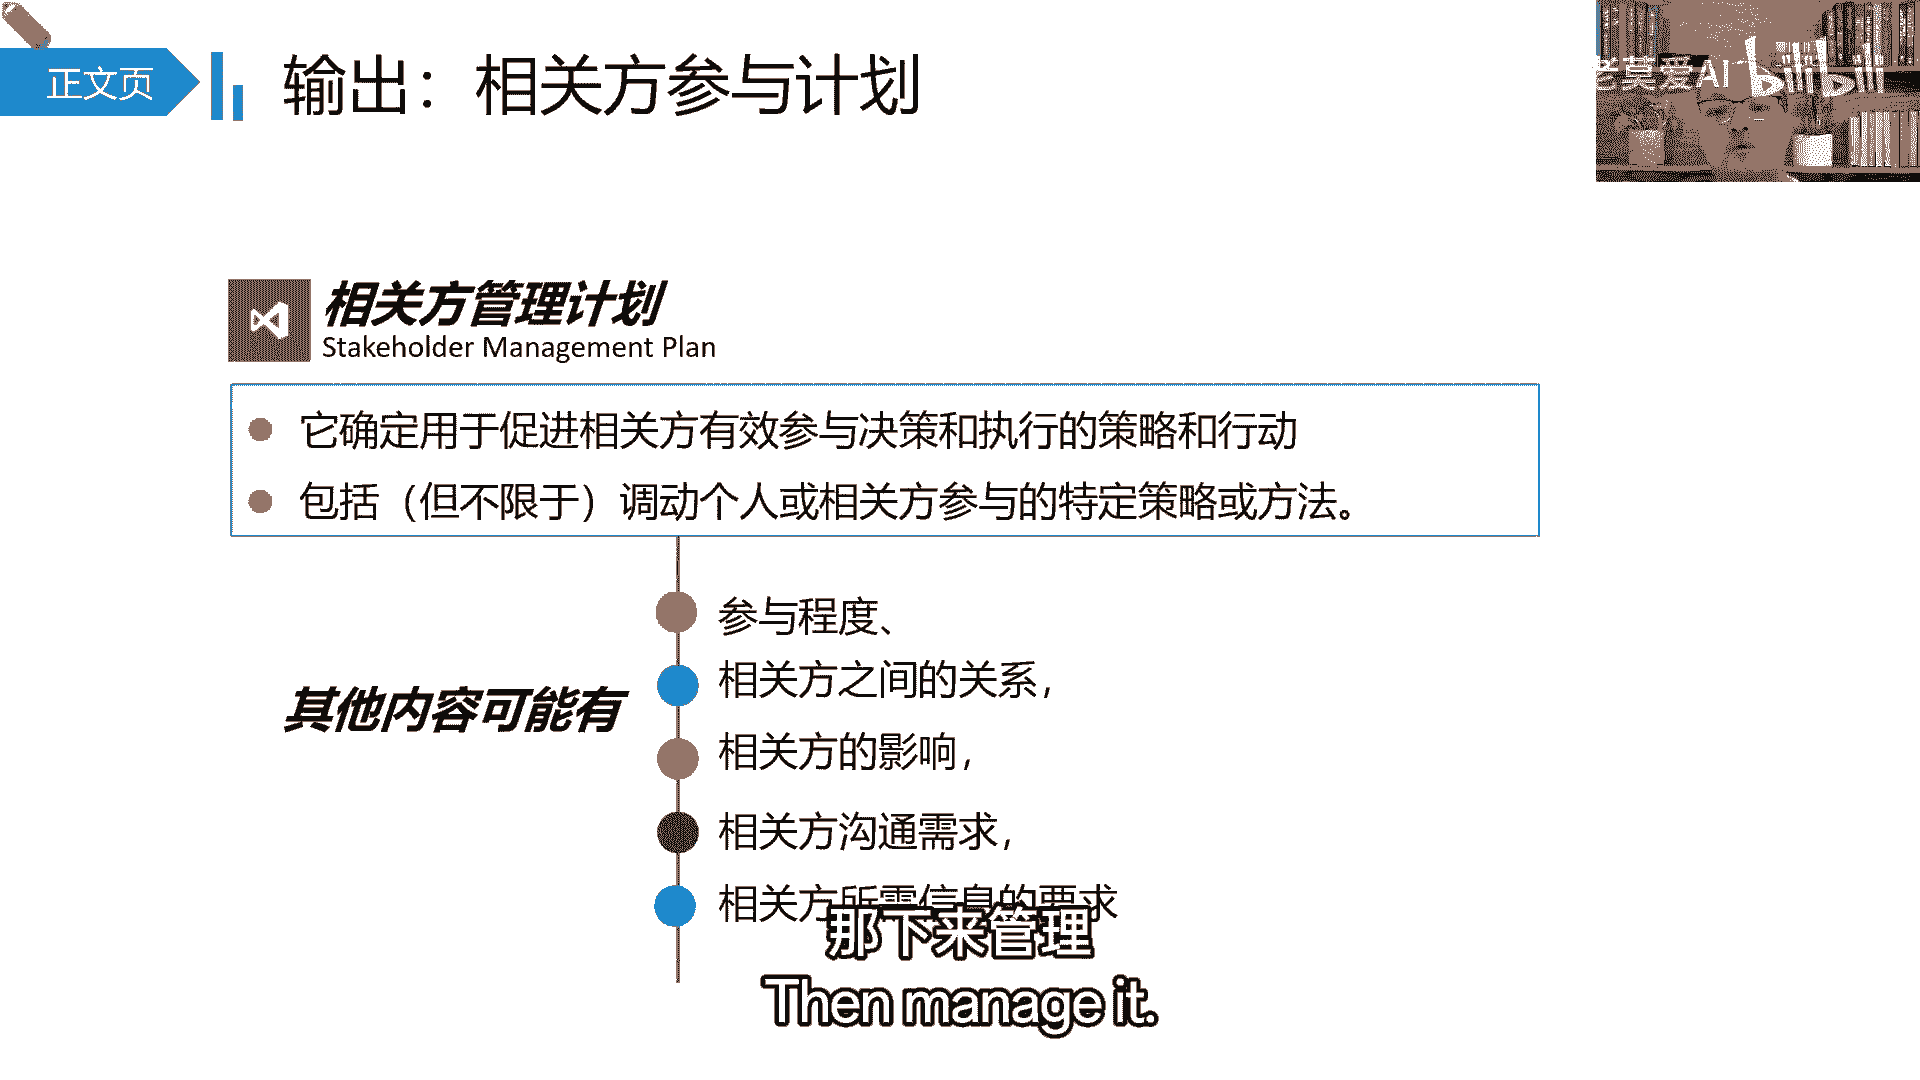 正文页
输出：相关方参与计划
老莫爱AI bilibili
相关方管理计划
Stakeholder Management Plan
它确定用于促进相关方有效参与决策和执行的策略和行动
包括（但不限于）调动个人或相关方参与的特定策略或方法。
其他内容可能有
参与程度、
相关方之间的关系，
相关方的影响，
相关方沟通需求，
相关方所需信息的要求
那下来管理
Then manage it.